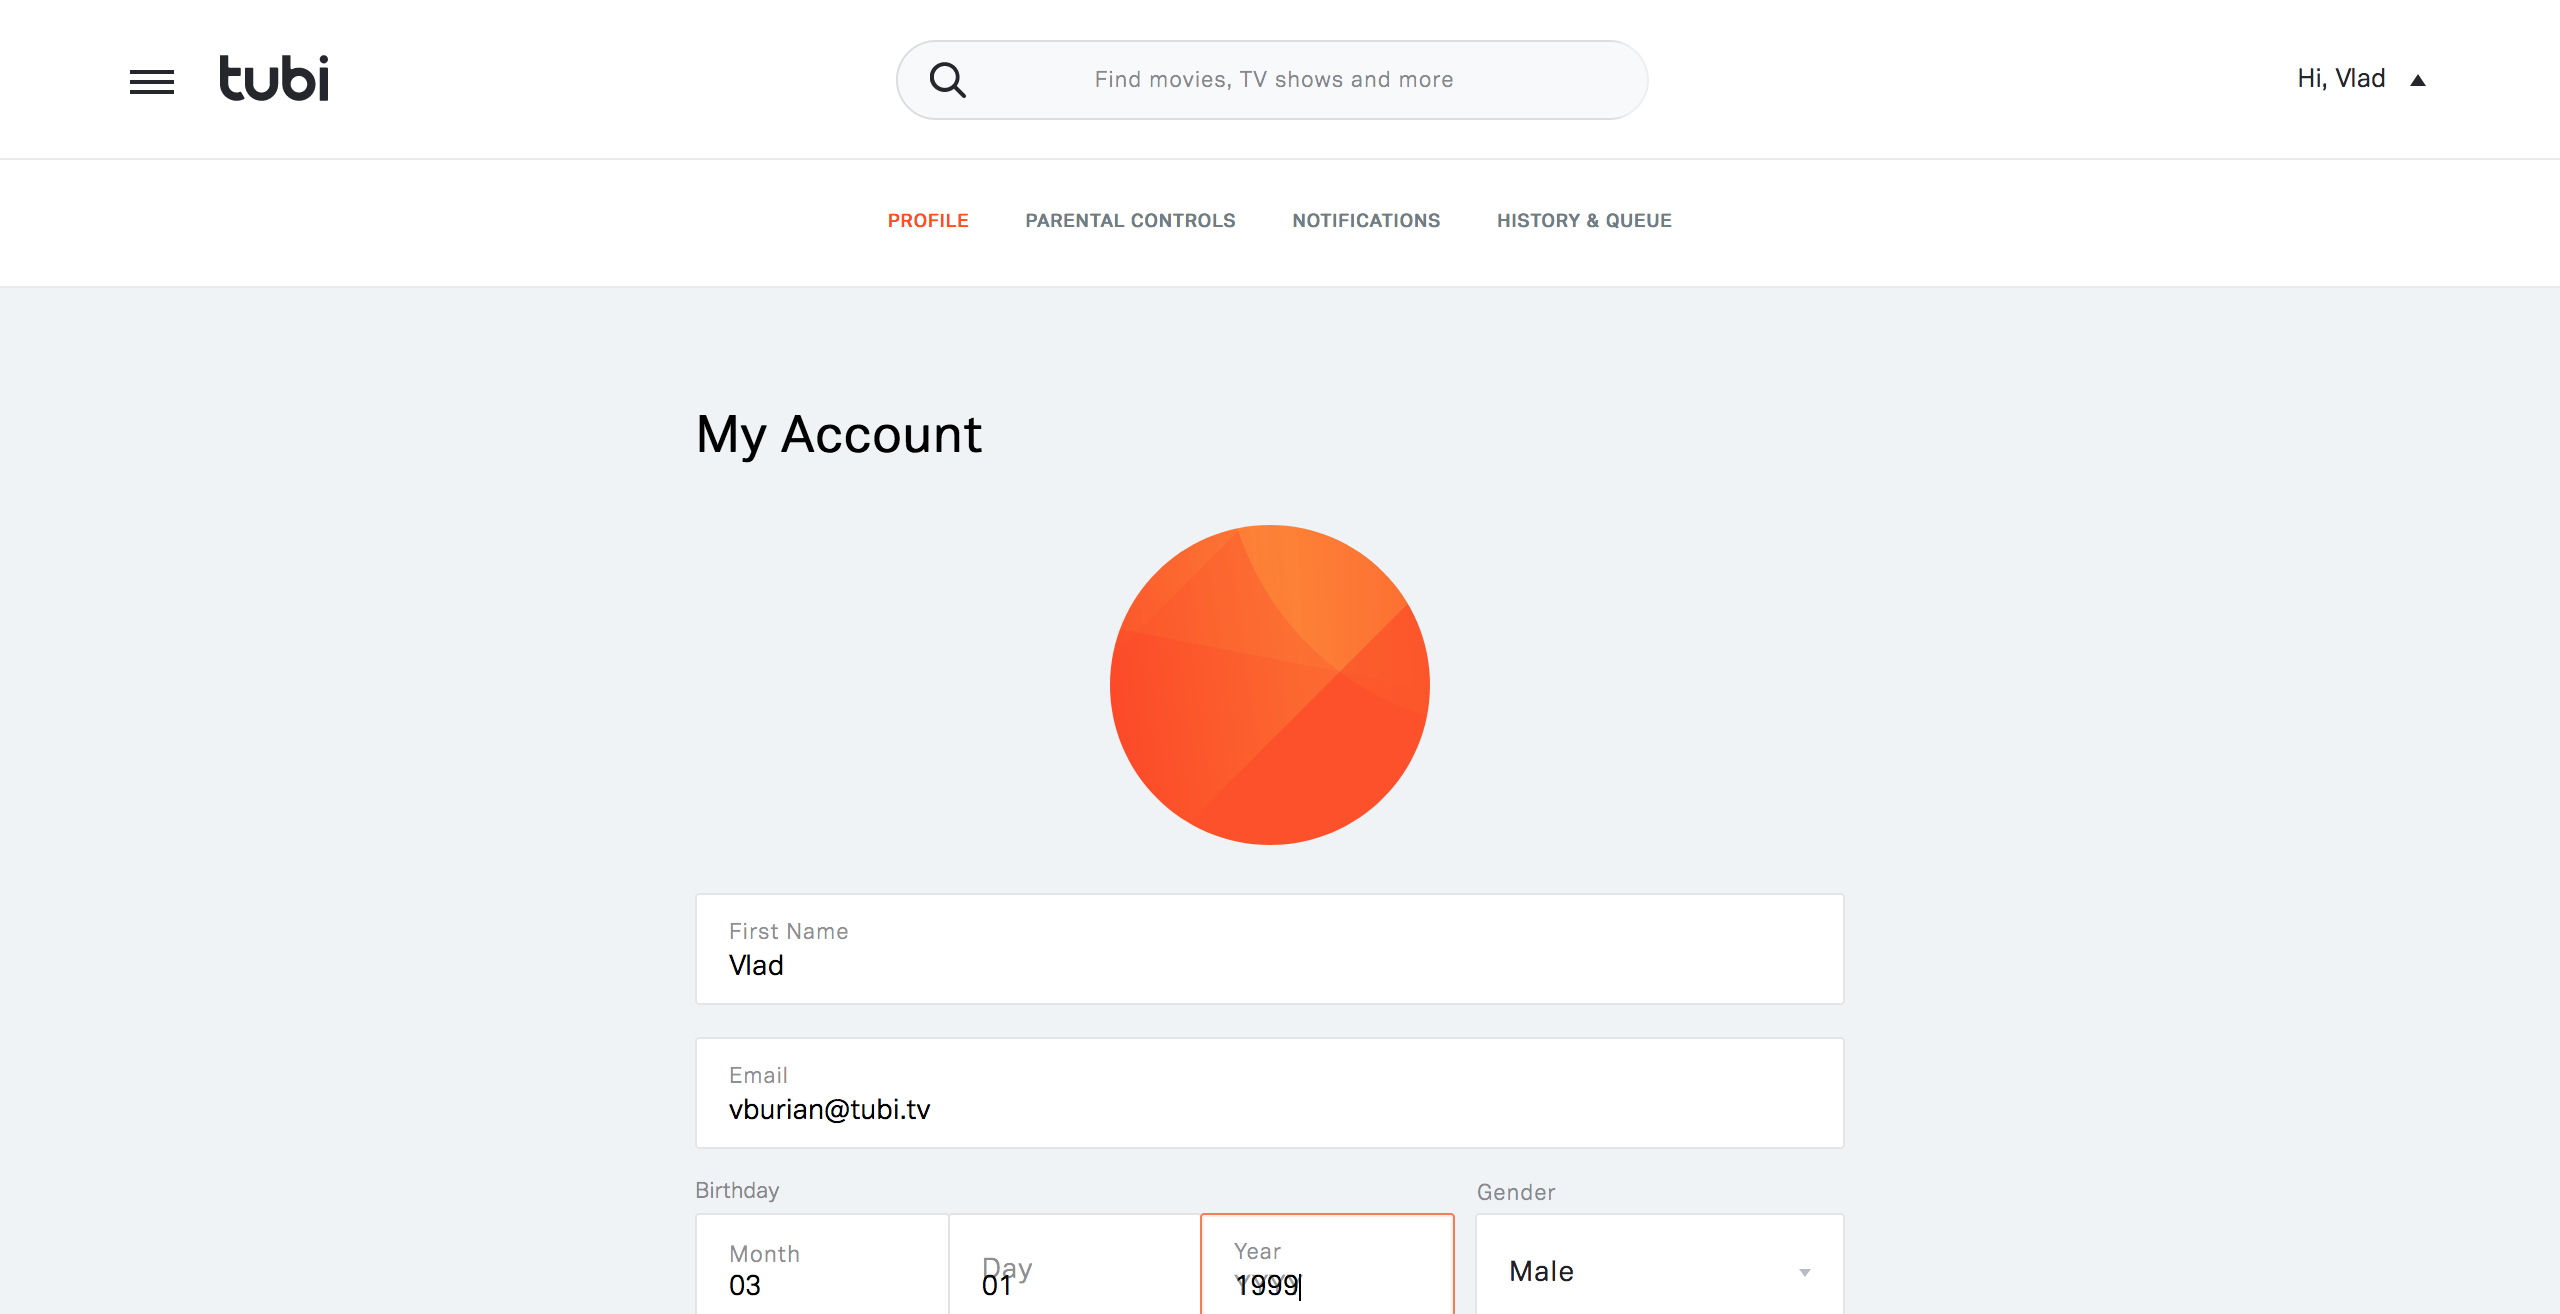 tubi
Find movies, TV shows and more
Hi, Vlad
PROFILE PARENTAL CONTROLS NOTIFICATIONS HISTORY & QUEUE
My Account
First Name
Vlad
Email
vburian@tubi.tv
Birthday Gender
Month Day Year
03 01 1999 Male